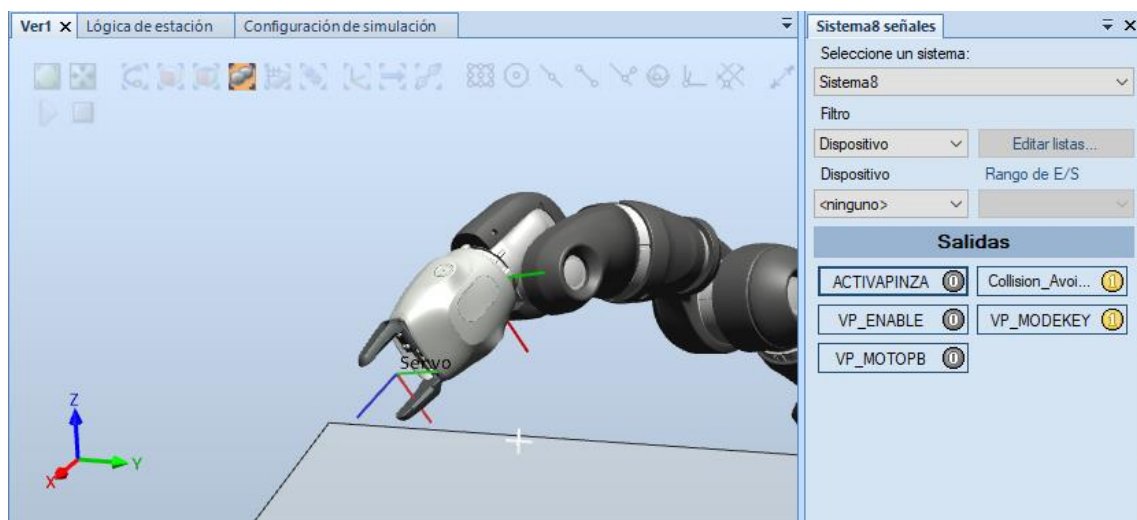 Ver1 X Lógica de estación Configuración de simulación
Servo
Z
Y
X
Sistema8 señales
Seleccione un sistema:
Sistema8
Filtro
Dispositivo Editar listas...
Dispositivo Rango de E/S
<ninguno>
Salidas
ACTIVAPINZA 0 Collision_Avoi... 1
VP_ENABLE 0 VP_MODEKEY 1
VP_MOTOPB 0